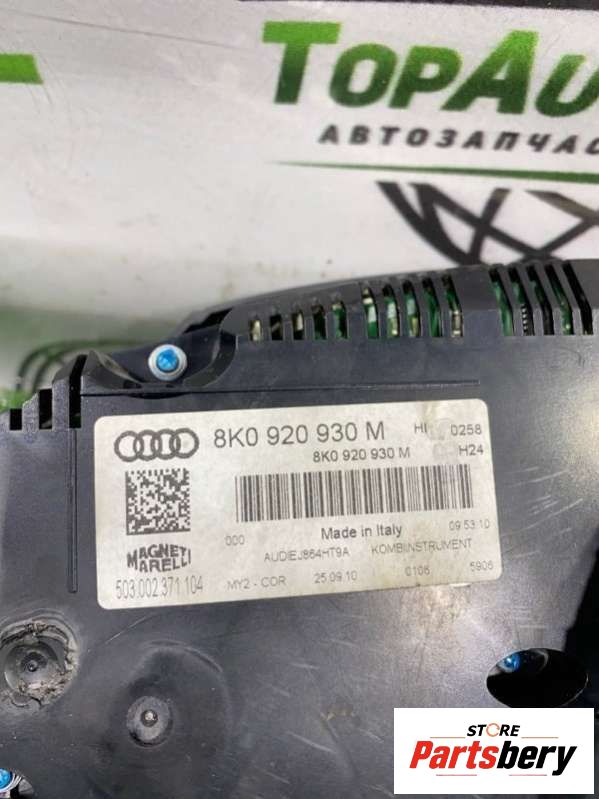 TOPAU
АВТОЗАПЧАС
8K0 920 930 M
HI 0258
8K0 920 930 M
H24
000
Made in Italy
09:53:10
AUDIEJ864HT9A
KOMBIINSTRUMENT
MAGNETI
MARELLI
503.002.371.104
MY2 - COR
25.09.10
0106
5906
STORE
Partsbery